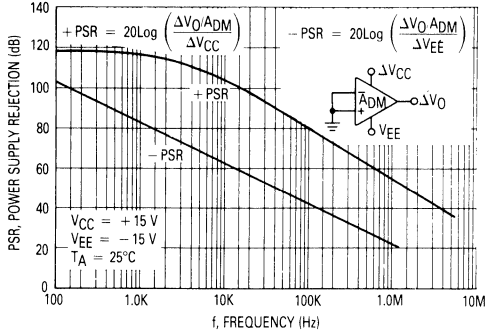 PSR, POWER SUPPLY REJECTION (dB)
140
120
100
80
60
40
20
0
+ PSR = 20Log (ΔVO/ADM / ΔVCC)
− PSR = 20Log (ΔVO.ADM / ΔVEE)
ΔVCC
−
ADM
+
ΔVO
VEE
+ PSR
− PSR
VCC = +15 V
VEE = −15 V
TA = 25°C
100
1.0K
10K
100K
1.0M
10M
f, FREQUENCY (Hz)